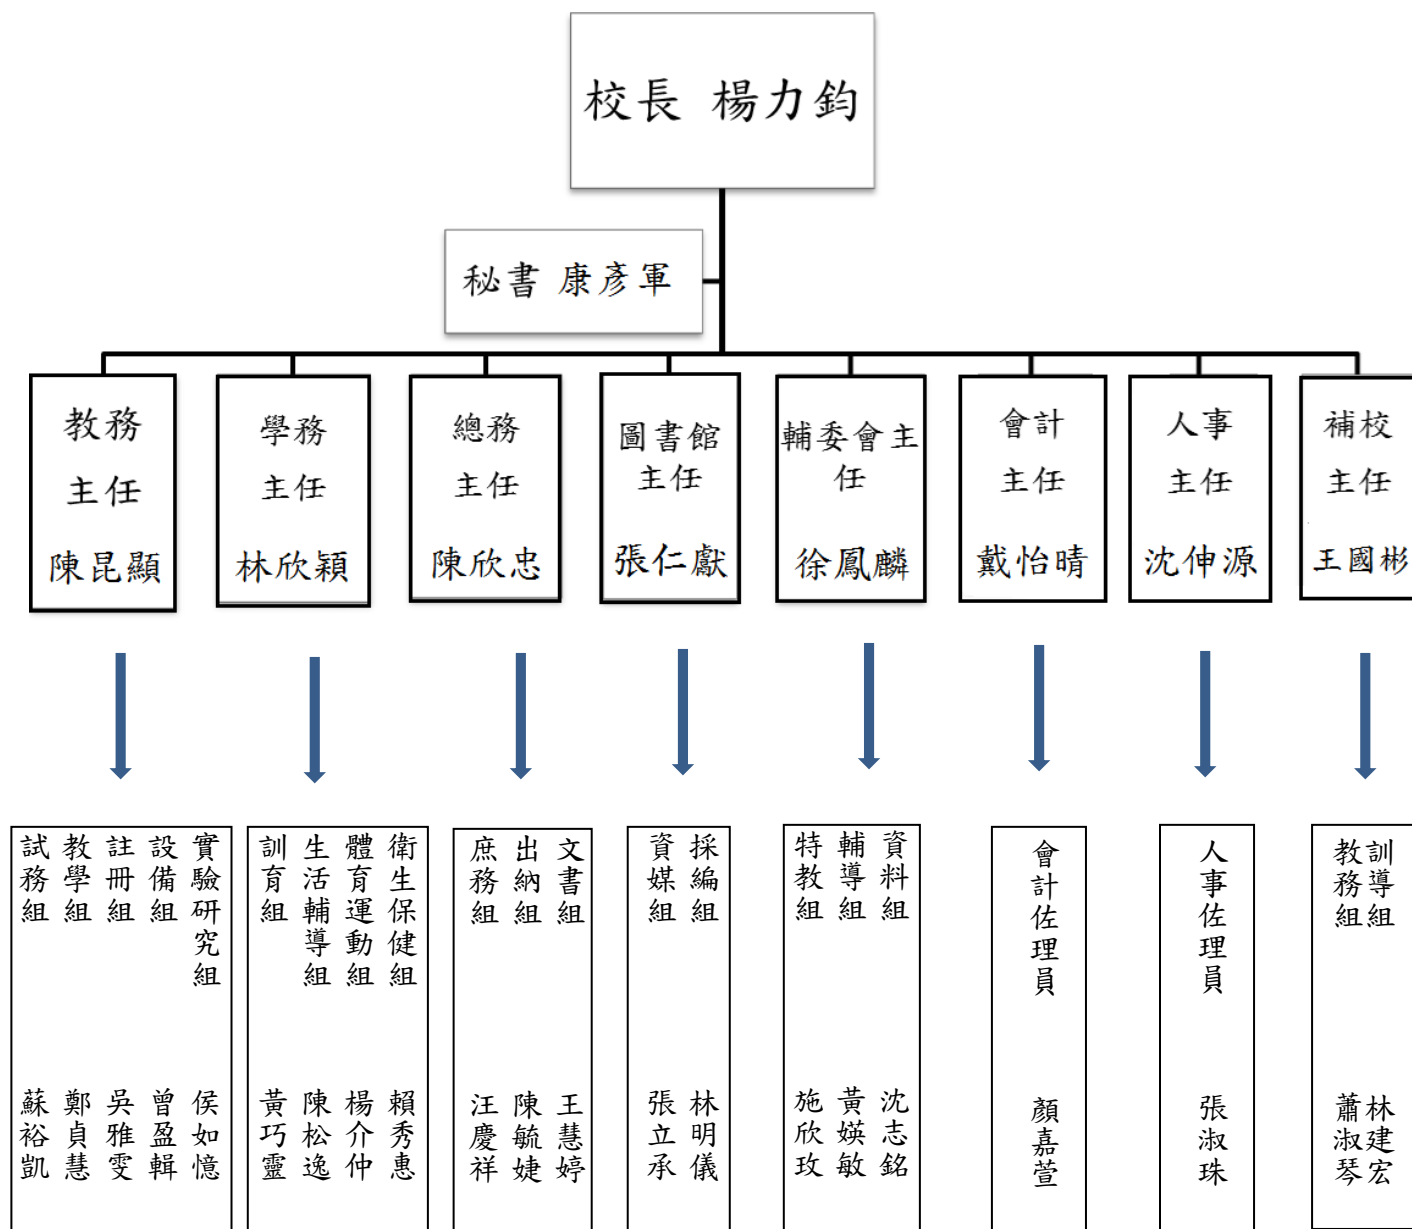 校長 楊力鈞
秘書 康彥軍
教務
主任
陳昆顯
學務
主任
林欣穎
總務
主任
陳欣忠
圖書館
主任
張仁獻
輔委會主
任
徐鳳麟
會計
主任
戴怡晴
人事
主任
沈伸源
補校
主任
王國彬
實驗研究組 侯如憶
設備組 曾盈輯
註冊組 吳雅雯
教學組 鄭貞慧
試務組 蘇裕凱
衛生保健組 賴秀惠
體育運動組 楊介仲
生活輔導組 陳松逸
訓育組 黃巧靈
文書組 王慧婷
出納組 陳毓婕
庶務組 汪慶祥
採編組 林明儀
資媒組 張立承
資料組 沈志銘
輔導組 黃媖敏
特教組 施欣玫
會計佐理員 顏嘉萱
人事佐理員 張淑珠
訓導組 林建宏
教務組 蕭淑琴